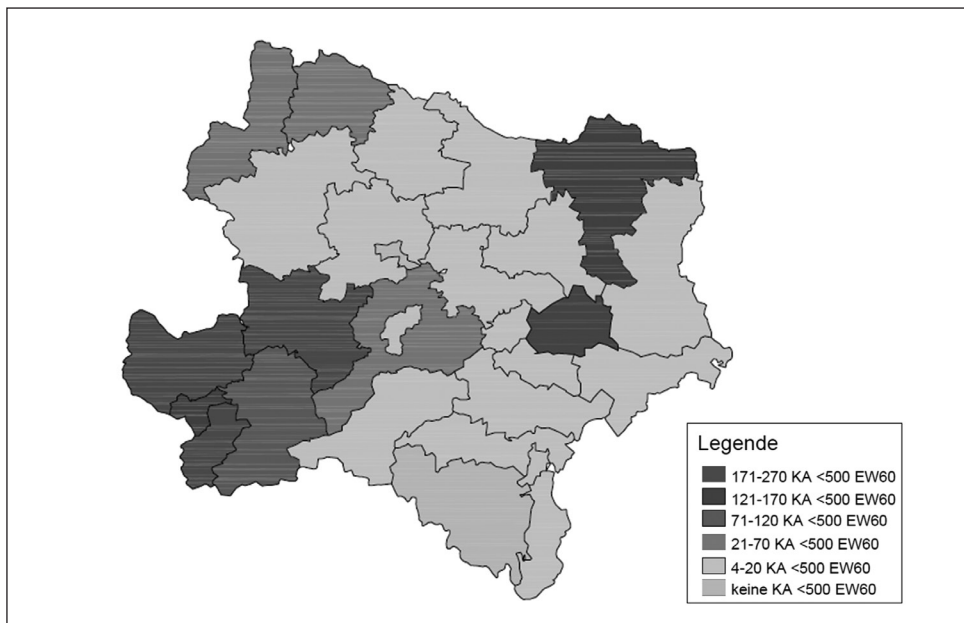 Legende
171-270 KA <500 EW60
121-170 KA <500 EW60
71-120 KA <500 EW60
21-70 KA <500 EW60
4-20 KA <500 EW60
keine KA <500 EW60